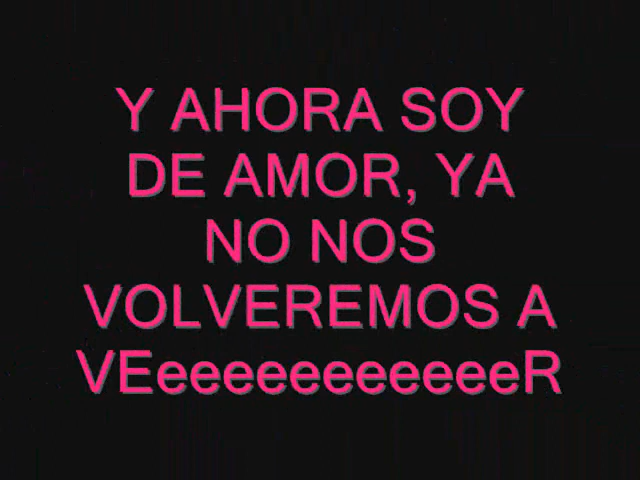 Y AHORA SOY
DE AMOR, YA
NO NOS
VOLVEREMOS A
VEeeeeeeeeeeeR